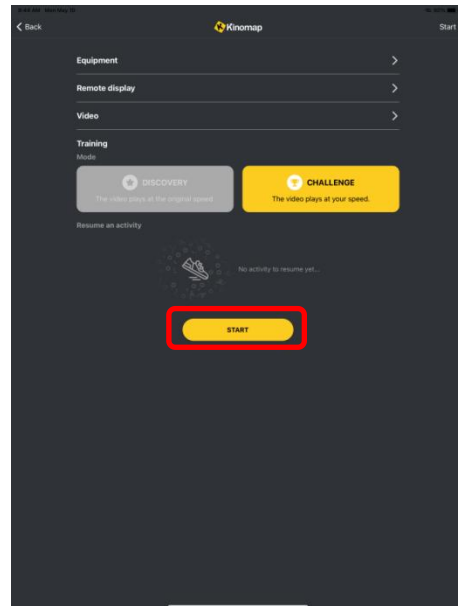 Back
Kinomap
Start
Equipment
Remote display
Video
Training
Mode
DISCOVERY
The video plays at the original speed
CHALLENGE
The video plays at your speed.
Resume an activity
No activity to resume yet...
START